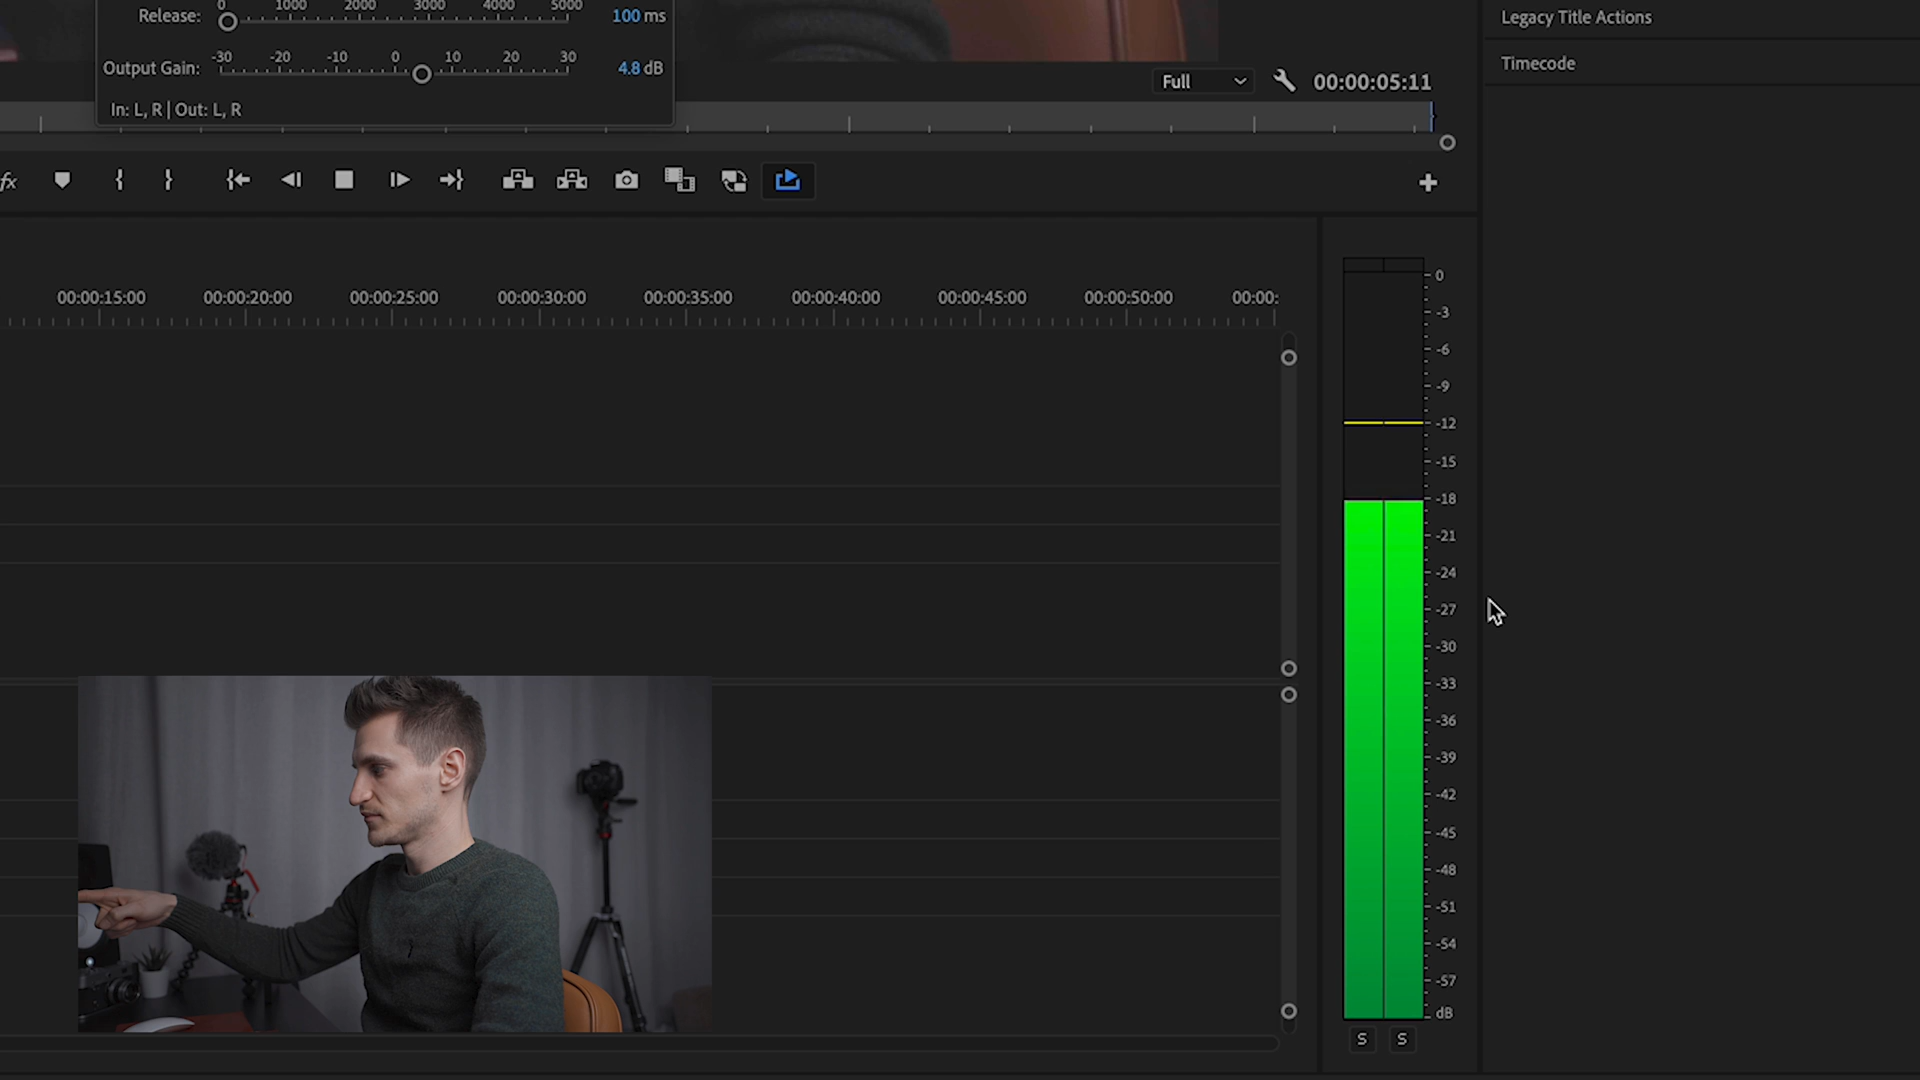 Release: 0 1000 2000 3000 4000 5000 100 ms
-30 -20 -10 0 10 20 30
Output Gain: 4.8 dB
In: L, R | Out: L, R
Full 00:00:05:11
Legacy Title Actions
Timecode
fx
00:00:15:00 00:00:20:00 00:00:25:00 00:00:30:00 00:00:35:00 00:00:40:00 00:00:45:00 00:00:50:00 00:00:
0
-3
-6
-9
-12
-15
-18
-21
-24
-27
-30
-33
-36
-39
-42
-45
-48
-51
-54
-57
dB
S S